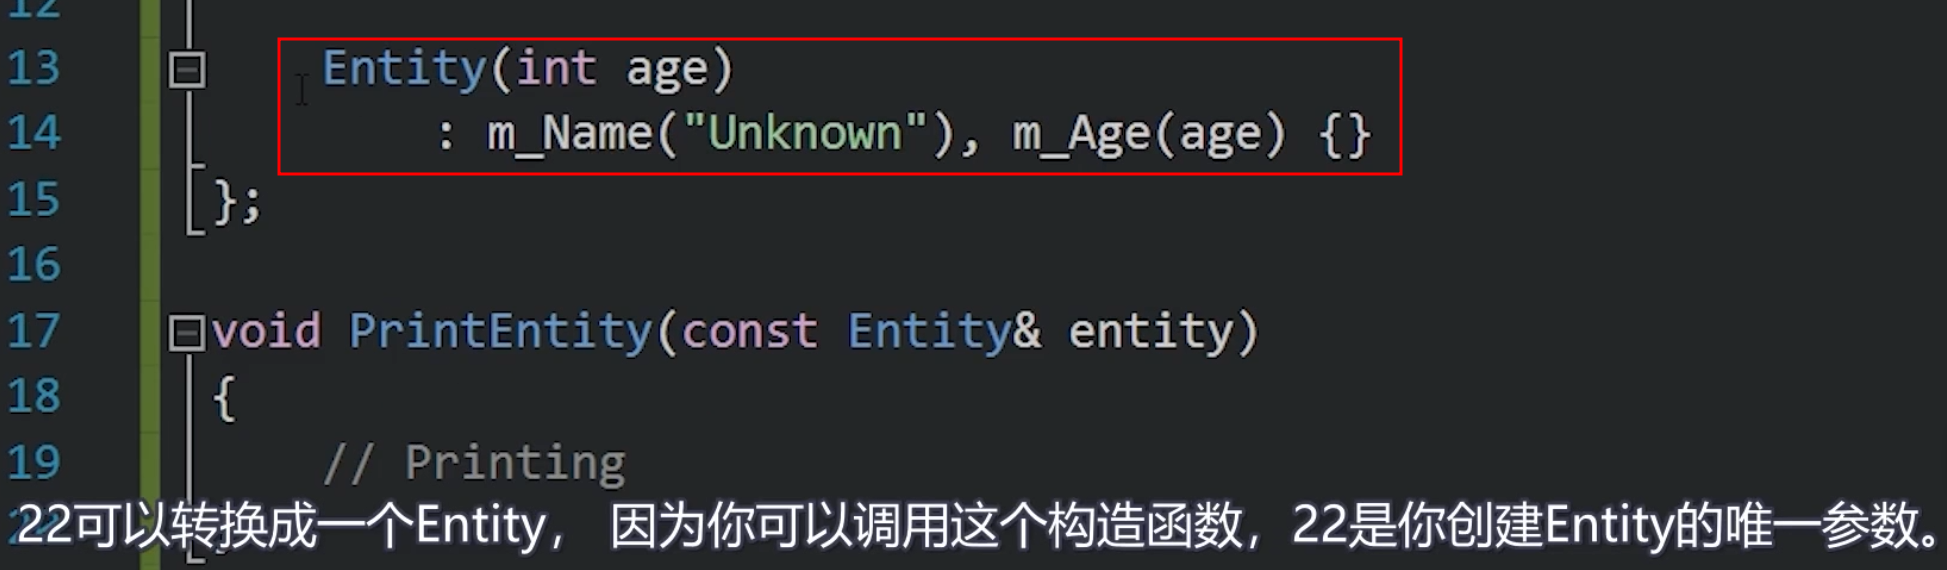 12
13 Entity(int age)
14 : m_Name("Unknown"), m_Age(age) {}
15 };
16
17 void PrintEntity(const Entity& entity)
18 {
19 // Printing
22可以转换成一个Entity， 因为你可以调用这个构造函数，22是你创建Entity的唯一参数。